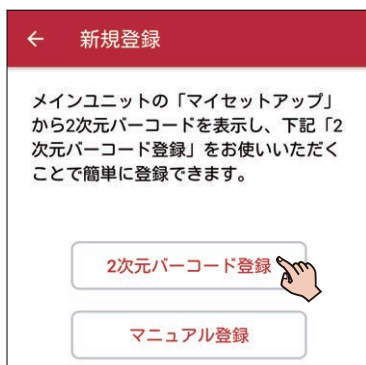 ← 新規登録
メインユニットの「マイセットアップ」
から2次元バーコードを表示し、下記「2
次元バーコード登録」をお使いいただく
ことで簡単に登録できます。
2次元バーコード登録
マニュアル登録